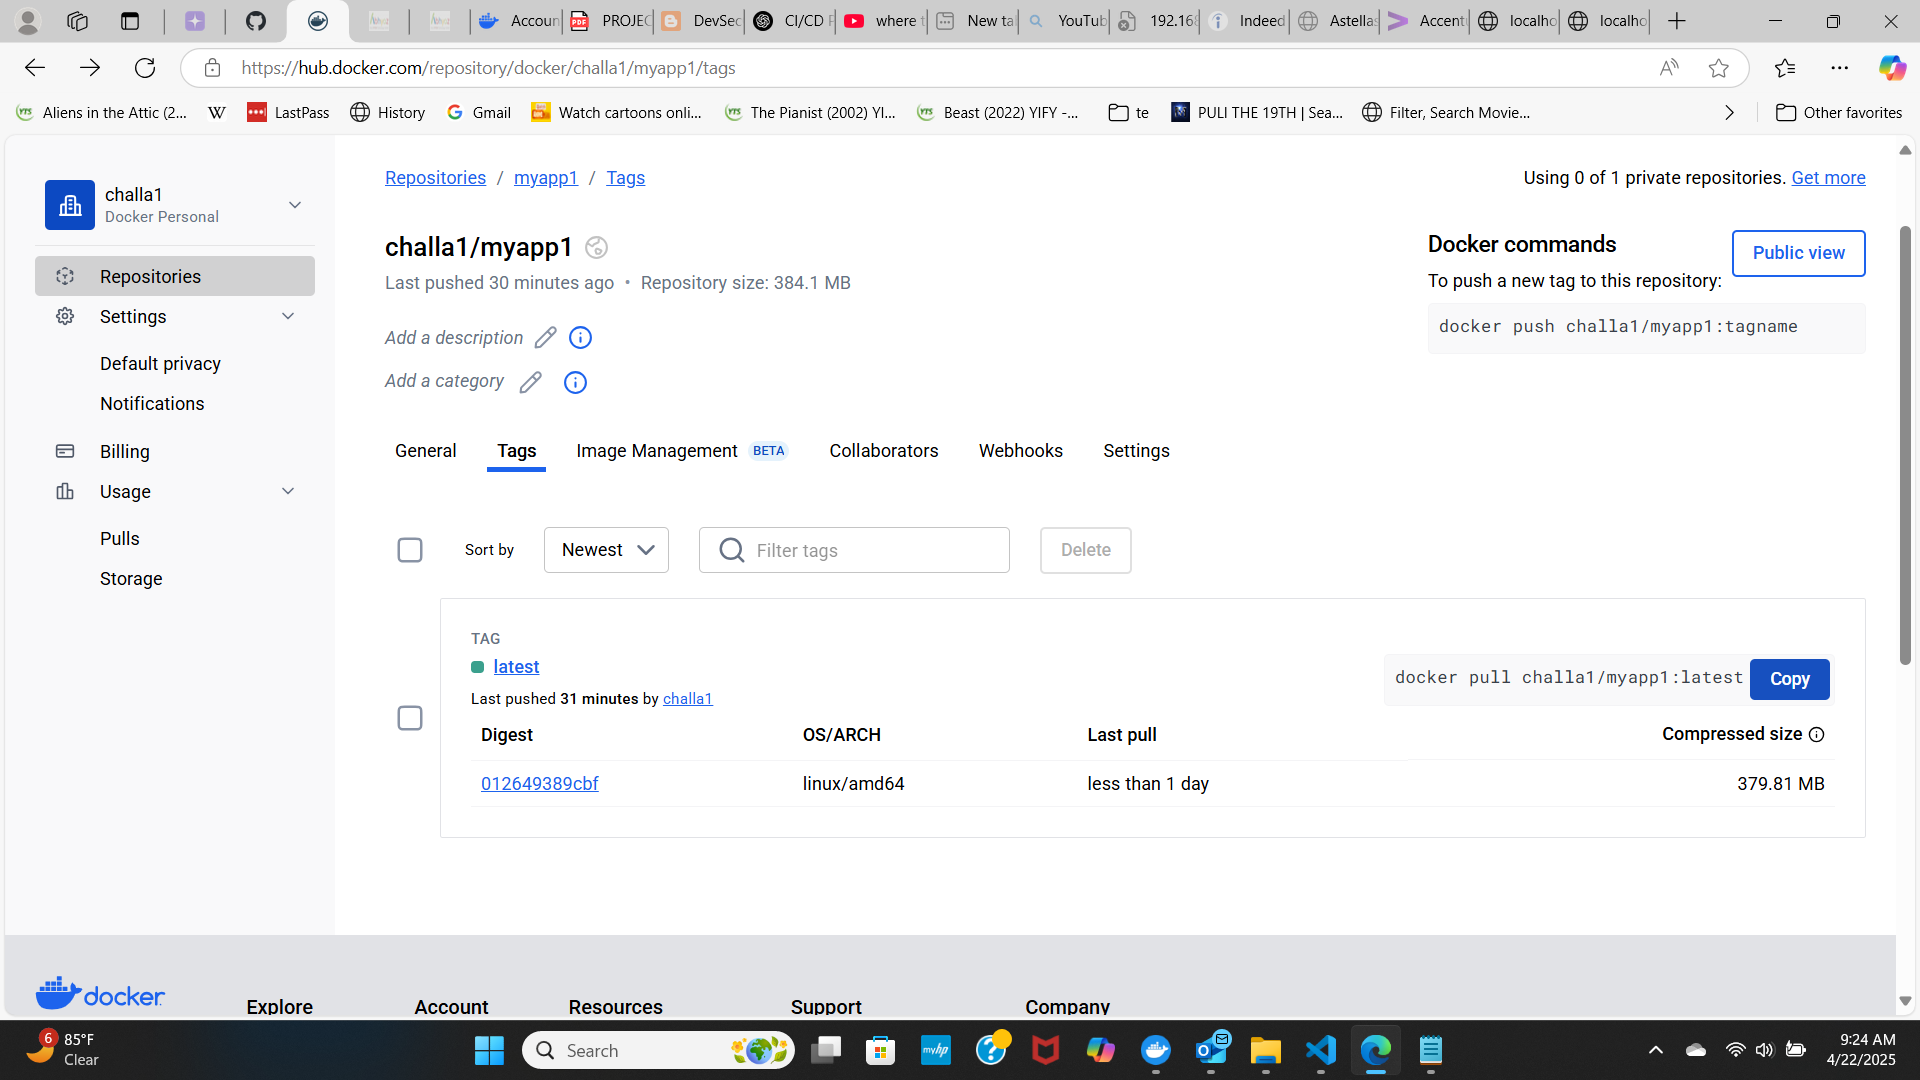 Accoun
PROJEC
DevSec
CI/CD P
where t
New ta
YouTub
192.168
Indeed
Astellas
Accent
localho
localho
https://hub.docker.com/repository/docker/challa1/myapp1/tags
Aliens in the Attic (2...
W
LastPass
History
Gmail
Watch cartoons onli...
The Pianist (2002) YI...
Beast (2022) YIFY -...
te
PULI THE 19TH | Sea...
Filter, Search Movie...
Other favorites
challa1
Docker Personal
Repositories
Settings
Default privacy
Notifications
Billing
Usage
Pulls
Storage
Repositories / myapp1 / Tags
Using 0 of 1 private repositories. Get more
challa1/myapp1
Last pushed 30 minutes ago • Repository size: 384.1 MB
Add a description
Add a category
Docker commands
Public view
To push a new tag to this repository:
docker push challa1/myapp1:tagname
General Tags Image Management BETA Collaborators Webhooks Settings
Sort by Newest Filter tags Delete
TAG
latest
Last pushed 31 minutes by challa1
docker pull challa1/myapp1:latest Copy
Digest OS/ARCH Last pull Compressed size
012649389cbf linux/amd64 less than 1 day 379.81 MB
docker
Explore Account Resources Support Company
6
85°F
Clear
Search
myhp
9:24 AM
4/22/2025